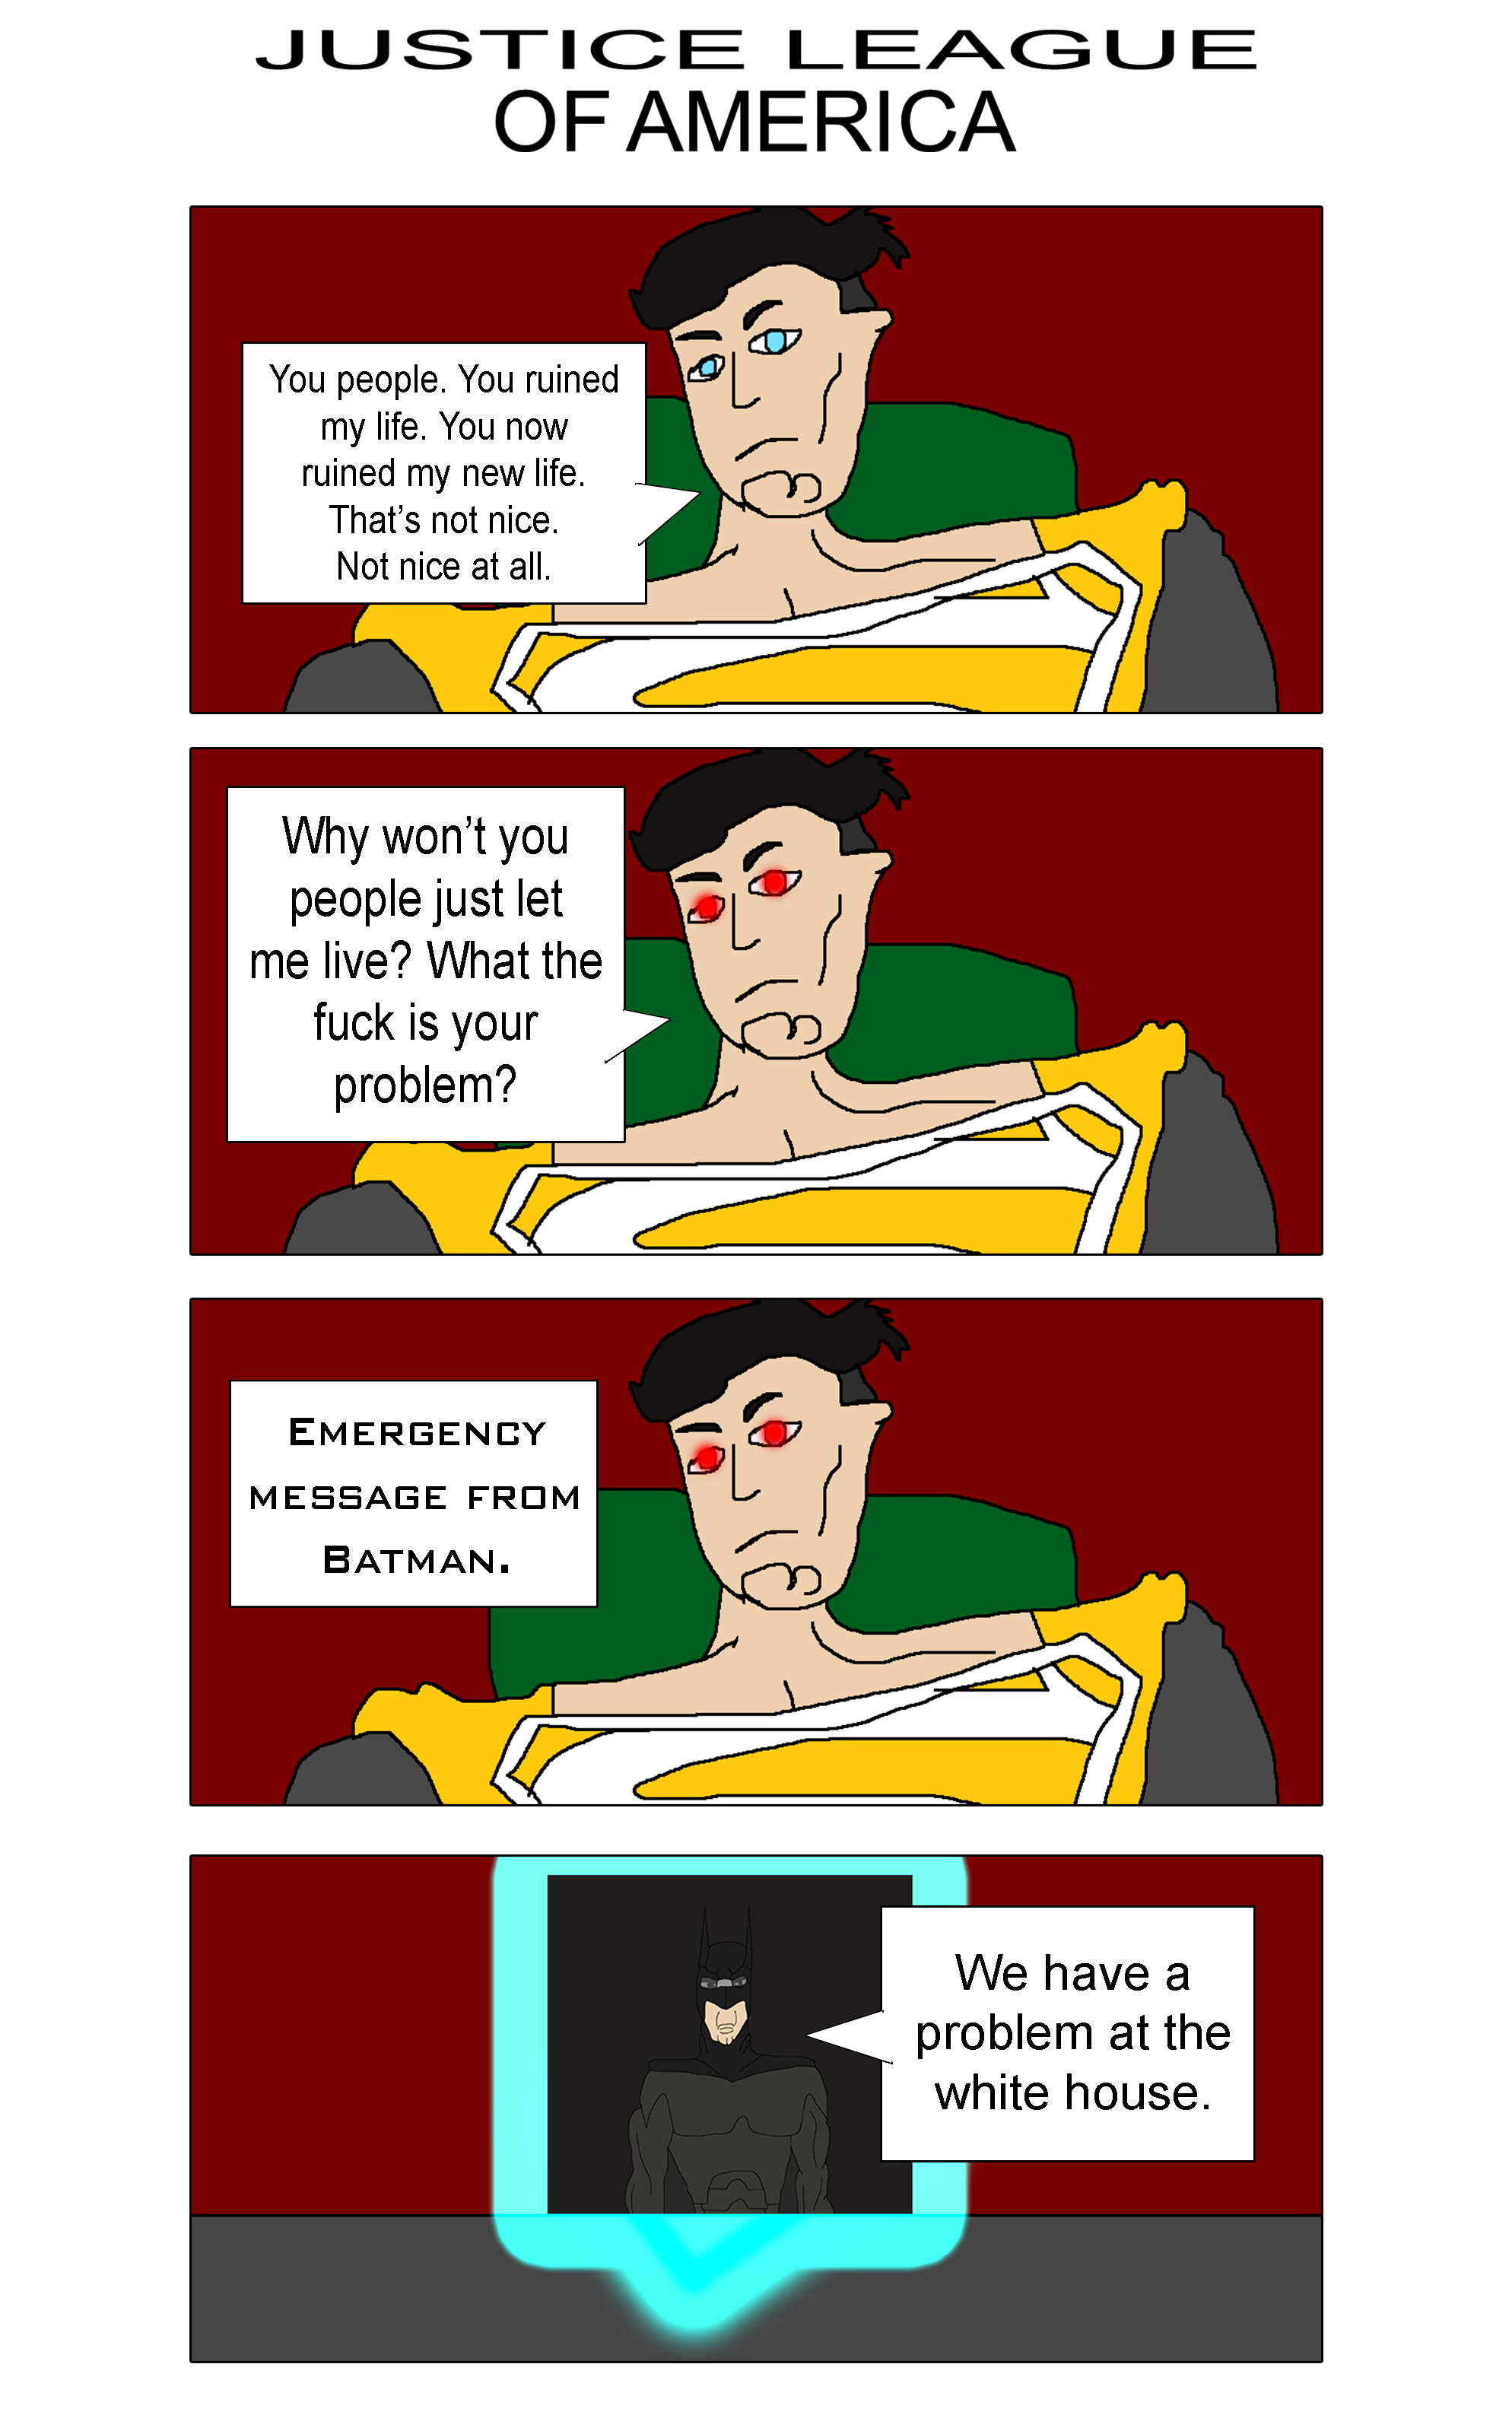 JUSTICE LEAGUE
OF AMERICA
You people. You ruined
my life. You now
ruined my new life.
That's not nice.
Not nice at all.
Why won't you
people just let
me live? What the
fuck is your
problem?
EMERGENCY
MESSAGE FROM
BATMAN.
We have a
problem at the
white house.